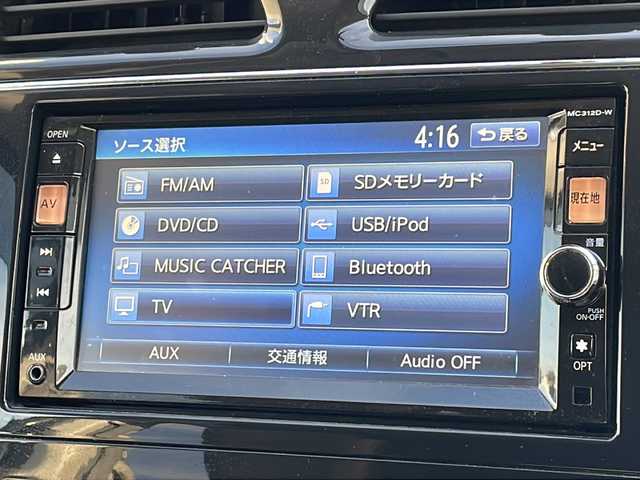 MC312D-W
OPEN
ソース選択
4:16
戻る
メニュー
AV
FM/AM
SD
SDメモリーカード
現在地
DVD/CD
USB/iPod
音量
MUSIC CATCHER
Bluetooth
TV
VTR
PUSH
ON-OFF
AUX
AUX
交通情報
Audio OFF
OPT